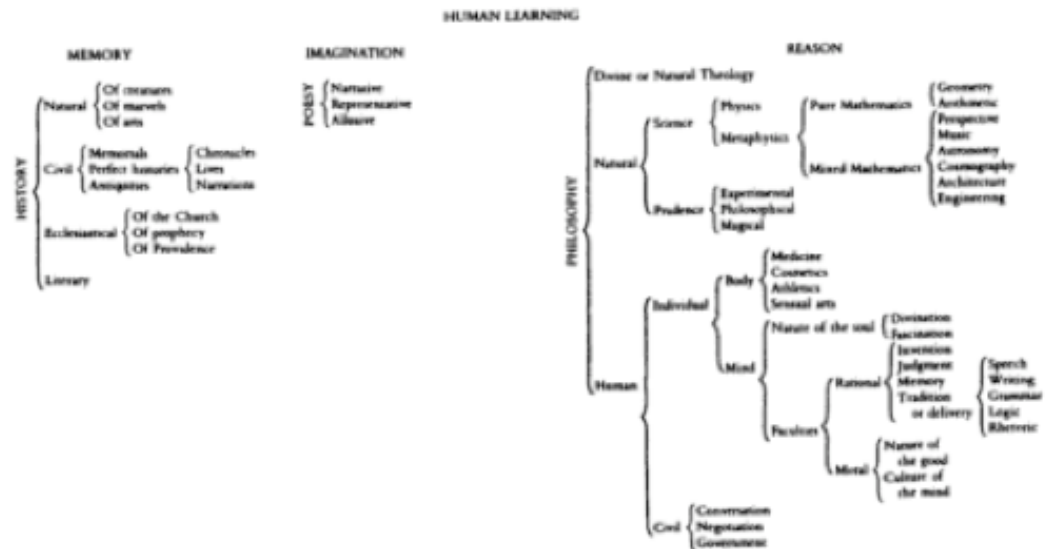 HUMAN LEARNING
MEMORY
HISTORY
Natural
Of creatures
Of marvels
Of arts
Civil
Memorials
Perfect histories
Antiquities
Chronicles
Lives
Narrations
Ecclesiastical
Of the Church
Of prophecy
Of Providence
Literary
IMAGINATION
POESY
Narrative
Representative
Allusive
REASON
PHILOSOPHY
Divine or Natural Theology
Natural
Science
Physics
Metaphytics
Pure Mathematics
Geometry
Arithmetic
Mixed Mathematics
Perspective
Music
Astronomy
Cosmography
Architecture
Engineering
Prudence
Experimental
Philosophical
Magical
Human
Individual
Body
Medicine
Cosmetics
Athletics
Sensual arts
Mind
Nature of the soul
Divination
Fascination
Faculties
Rational
Invention
Judgment
Memory
Tradition
or delivery
Speech
Writing
Grammar
Logic
Rhetoric
Moral
Nature of
the good
Culture of
the mind
Civil
Conversation
Negotiation
Government